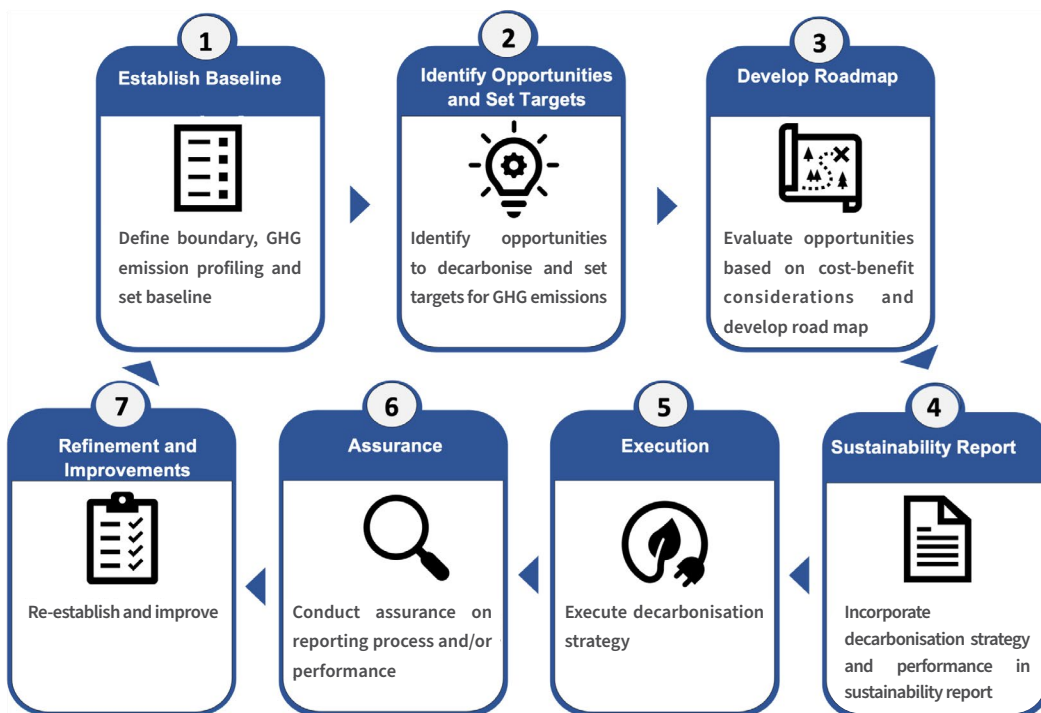 1
Establish Baseline
Define boundary, GHG
emission profiling and
set baseline
2
Identify Opportunities
and Set Targets
Identify opportunities
to decarbonise and set
targets for GHG emissions
3
Develop Roadmap
Evaluate opportunities
based on cost-benefit
considerations and
develop road map
4
Sustainability Report
Incorporate
decarbonisation strategy
and performance in
sustainability report
5
Execution
Execute decarbonisation
strategy
6
Assurance
Conduct assurance on
reporting process and/or
performance
7
Refinement and
Improvements
Re-establish and improve